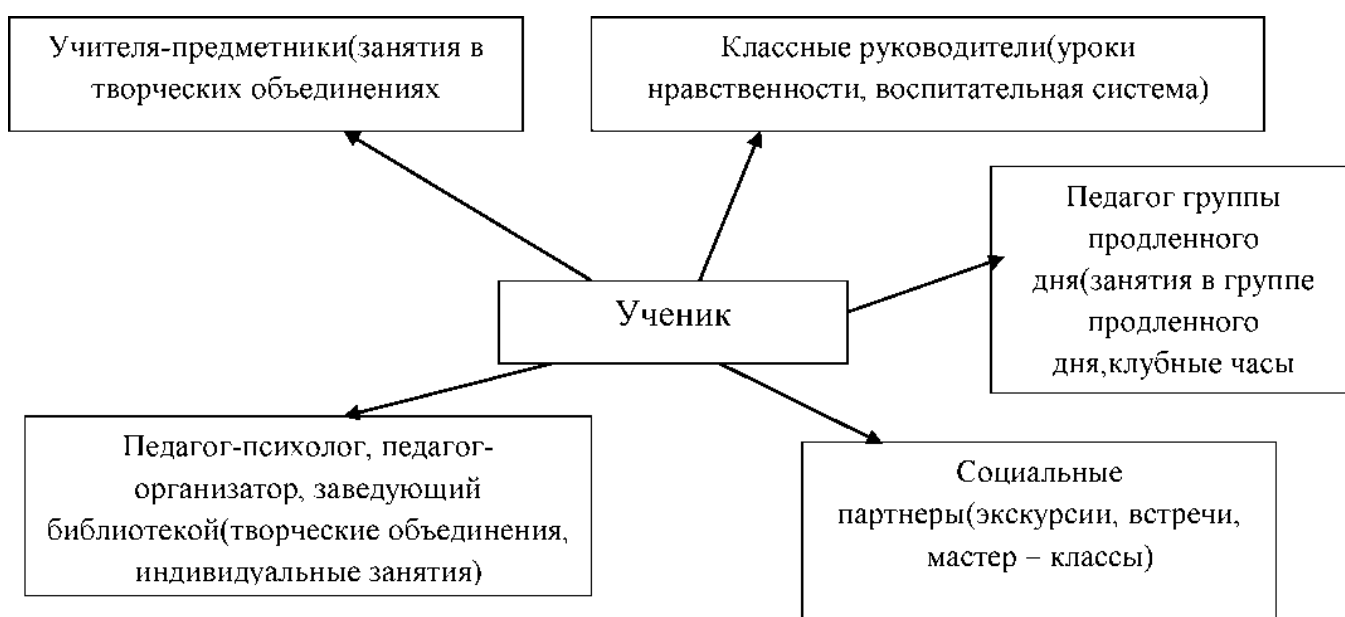 Учителя-предметники(занятия в
творческих объединениях
Классные руководители(уроки
нравственности, воспитательная система)
Педагог группы
продленного
дня(занятия в группе
продленного
дня,клубные часы
Ученик
Педагог-психолог, педагог-
организатор, заведующий
библиотекой(творческие объединения,
индивидуальные занятия)
Социальные
партнеры(экскурсии, встречи,
мастер – классы)